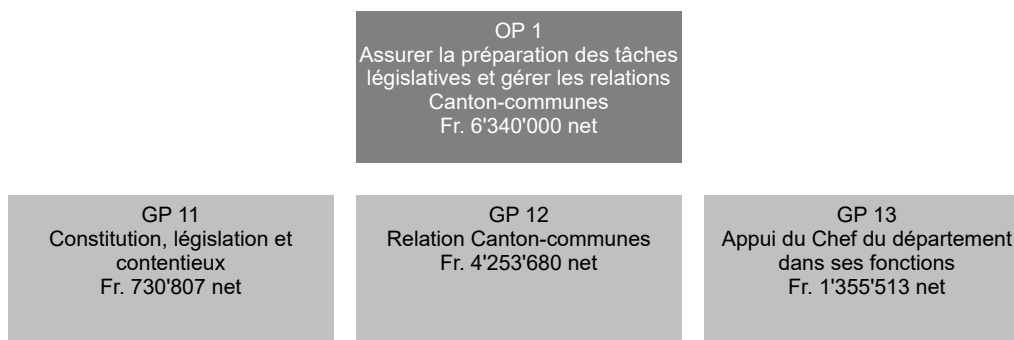 OP 1
Assurer la préparation des tâches
législatives et gérer les relations
Canton-communes
Fr. 6'340'000 net
GP 11
Constitution, législation et
contentieux
Fr. 730'807 net
GP 12
Relation Canton-communes
Fr. 4'253'680 net
GP 13
Appui du Chef du département
dans ses fonctions
Fr. 1'355'513 net